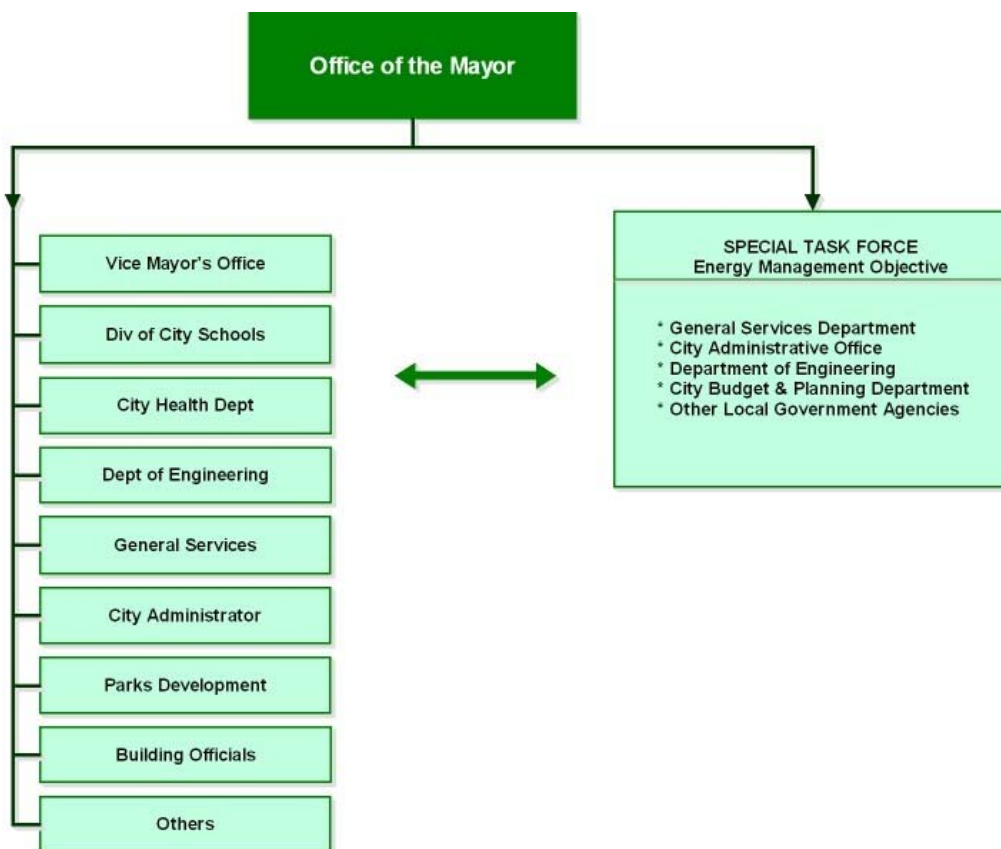 Office of the Mayor
Vice Mayor's Office
Div of City Schools
City Health Dept
Dept of Engineering
General Services
City Administrator
Parks Development
Building Officials
Others
SPECIAL TASK FORCE
Energy Management Objective
* General Services Department
* City Administrative Office
* Department of Engineering
* City Budget & Planning Department
* Other Local Government Agencies